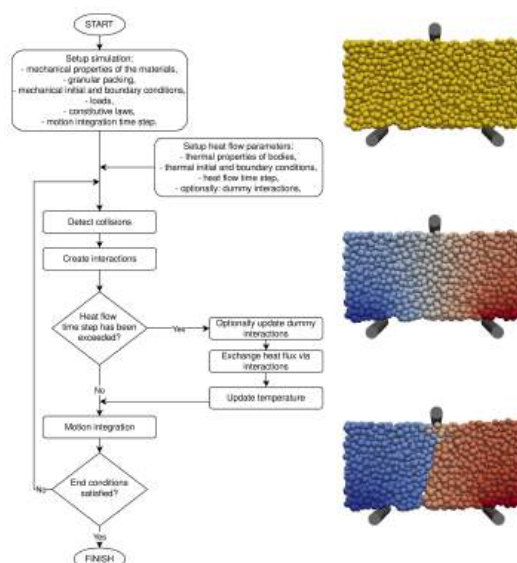 START
Setup simulation:
- mechanical properties of the materials,
- granular packing,
- mechanical initial and boundary conditions,
- loads,
- constitutive laws,
- motion integration time step.
Setup heat flow parameters:
- thermal properties of bodies,
- thermal initial and boundary conditions,
- heat flow time step,
- optionally: dummy interactions,
Detect collisions
Create interactions
Heat flow
time step has been
exceeded?
Yes
Optionally update dummy
interactions
Exchange heat flux via
interactions
Update temperature
No
Motion integration
End conditions
satisfied?
No
Yes
FINISH